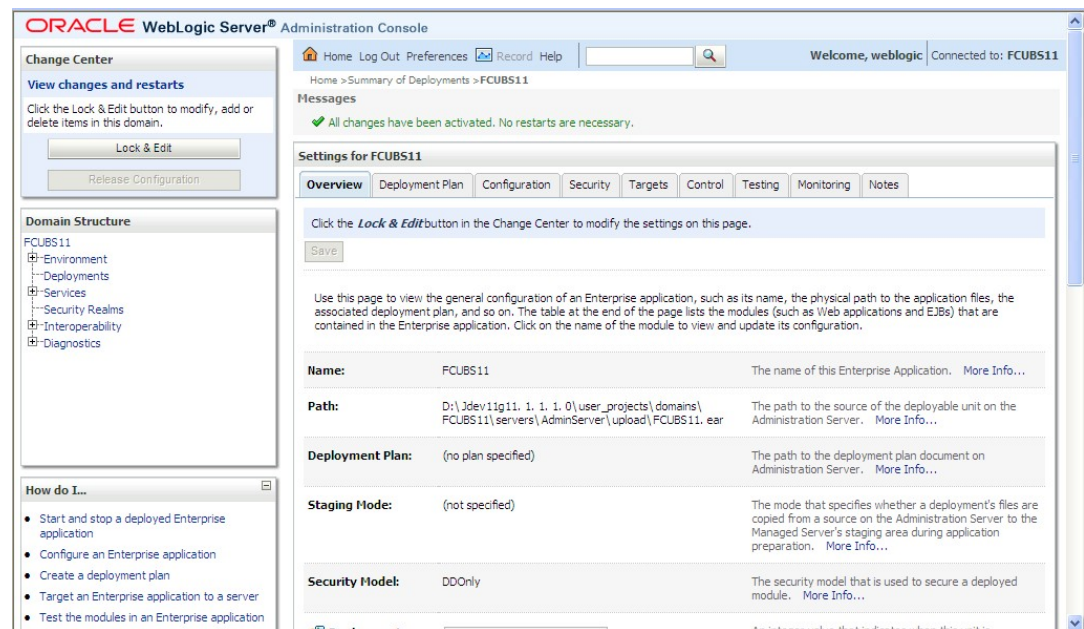 ORACLE WebLogic Server® Administration Console
Change Center
View changes and restarts
Click the Lock & Edit button to modify, add or
delete items in this domain.
Lock & Edit
Release Configuration
Domain Structure
FCUBS11
Environment
Deployments
Services
Security Realms
Interoperability
Diagnostics
How do I...
Start and stop a deployed Enterprise
application
Configure an Enterprise application
Create a deployment plan
Target an Enterprise application to a server
Test the modules in an Enterprise application
Home Log Out Preferences Record Help
Welcome, weblogic Connected to: FCUBS11
Home >Summary of Deployments >FCUBS11
Messages
All changes have been activated. No restarts are necessary.
Settings for FCUBS11
Overview Deployment Plan Configuration Security Targets Control Testing Monitoring Notes
Click the Lock & Edit button in the Change Center to modify the settings on this page.
Save
Use this page to view the general configuration of an Enterprise application, such as its name, the physical path to the application files, the
associated deployment plan, and so on. The table at the end of the page lists the modules (such as Web applications and EJBs) that are
contained in the Enterprise application. Click on the name of the module to view and update its configuration.
Name: FCUBS11 The name of this Enterprise Application. More Info...
Path: D:\Jdev11g11. 1. 1. 1. 0\user_projects\domains\ The path to the source of the deployable unit on the
FCUBS11\servers\AdminServer\upload\FCUBS11. ear Administration Server. More Info...
Deployment Plan: (no plan specified) The path to the deployment plan document on
Administration Server. More Info...
Staging Mode: (not specified) The mode that specifies whether a deployment's files are
copied from a source on the Administration Server to the
Managed Server's staging area during application
preparation. More Info...
Security Model: DDOnly The security model that is used to secure a deployed
module. More Info...